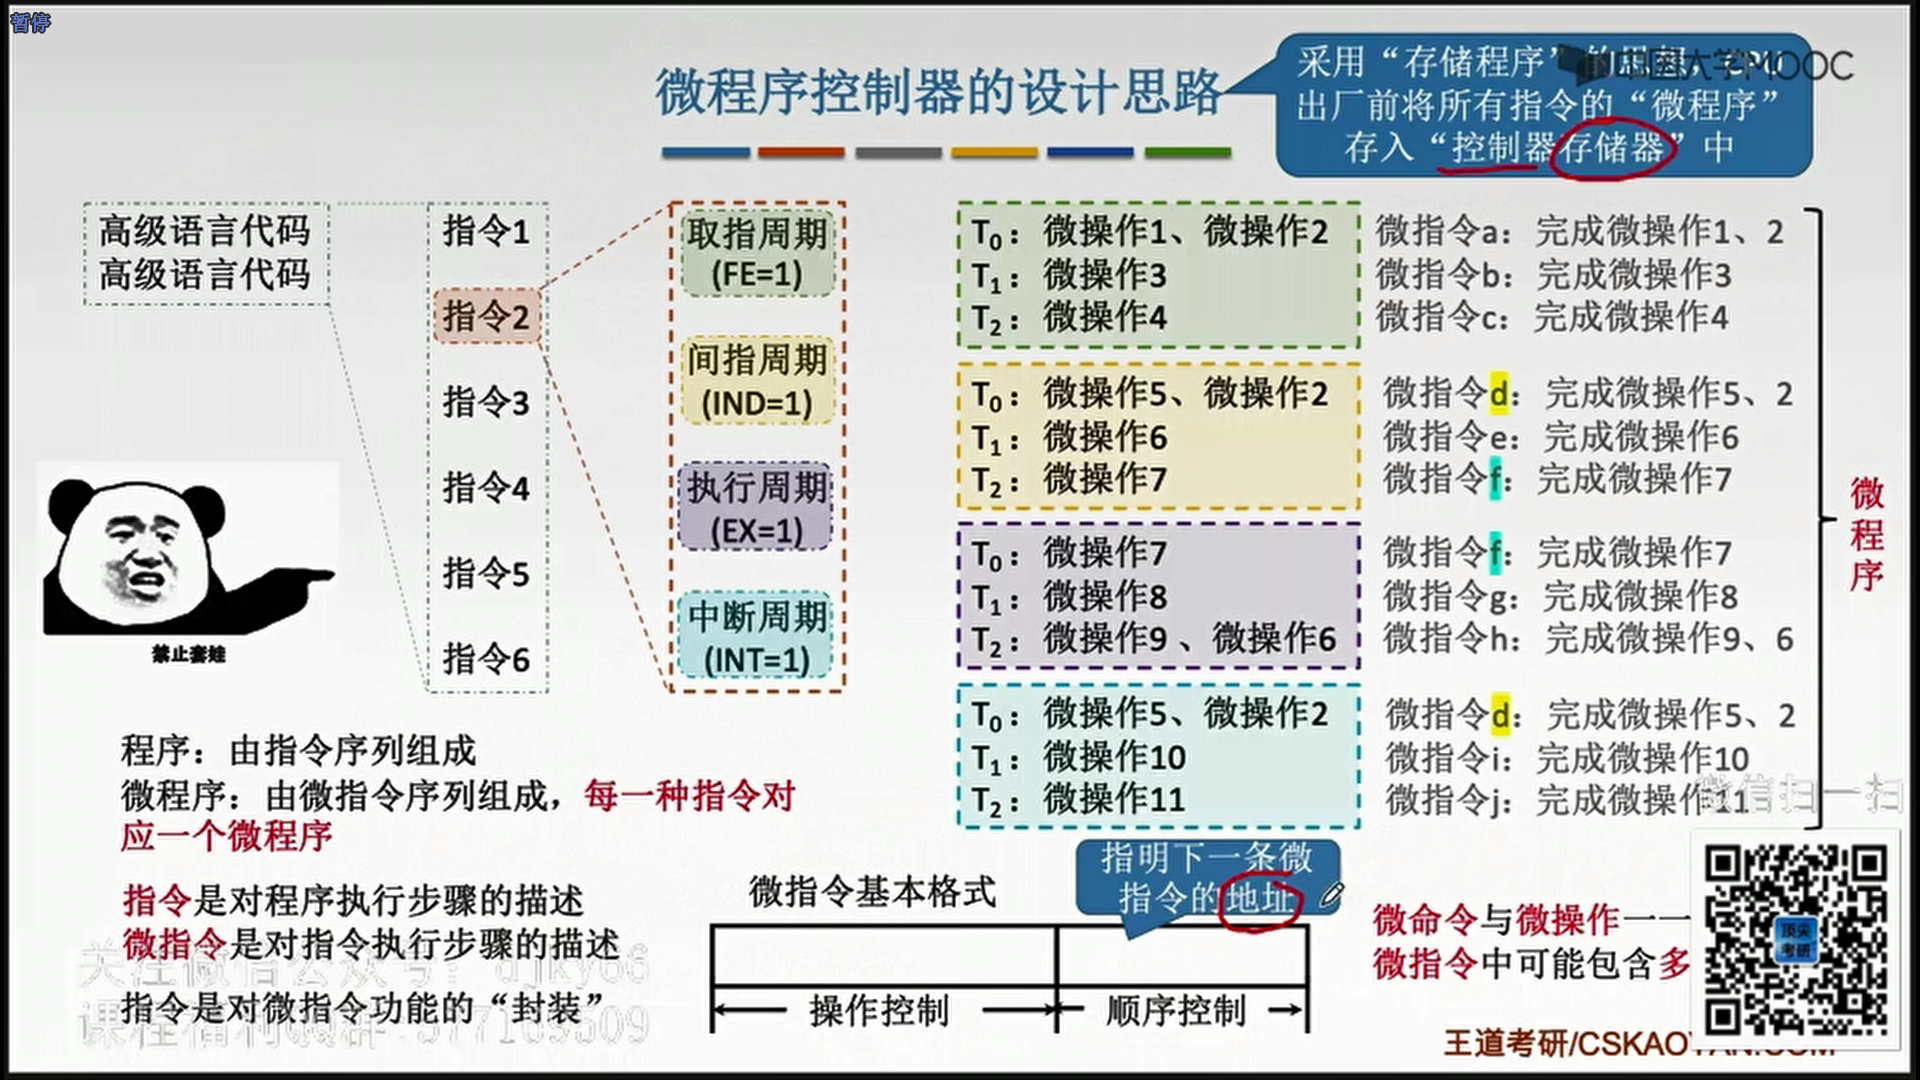 暂停
微程序控制器的设计思路
采用“存储程序”的思想，CPU
出厂前将所有指令的“微程序”
存入“控制器存储器”中
中国大学MOOC
高级语言代码
高级语言代码
指令1
指令2
指令3
指令4
指令5
指令6
取指周期
(FE=1)
间指周期
(IND=1)
执行周期
(EX=1)
中断周期
(INT=1)
T0：微操作1、微操作2
T1：微操作3
T2：微操作4
T0：微操作5、微操作2
T1：微操作6
T2：微操作7
T0：微操作7
T1：微操作8
T2：微操作9 、微操作6
T0：微操作5、微操作2
T1：微操作10
T2：微操作11
微指令a：完成微操作1、2
微指令b：完成微操作3
微指令c：完成微操作4
微指令d：完成微操作5、2
微指令e：完成微操作6
微指令f：完成微操作7
微指令f：完成微操作7
微指令g：完成微操作8
微指令h：完成微操作9、6
微指令d：完成微操作5、2
微指令i：完成微操作10
微指令j：完成微操作11
微程序
禁止套娃
程序：由指令序列组成
微程序：由微指令序列组成，每一种指令对
应一个微程序
指令是对程序执行步骤的描述
微指令是对指令执行步骤的描述
指令是对微指令功能的“封装”
关注微信公众号：djky66
课程福利QQ群：577169509
微指令基本格式
指明下一条微
指令的地址
操作控制
顺序控制
微命令与微操作一一
微指令中可能包含多
微信扫一扫
顶尖
考研
王道考研/CSKAOYAN.COM